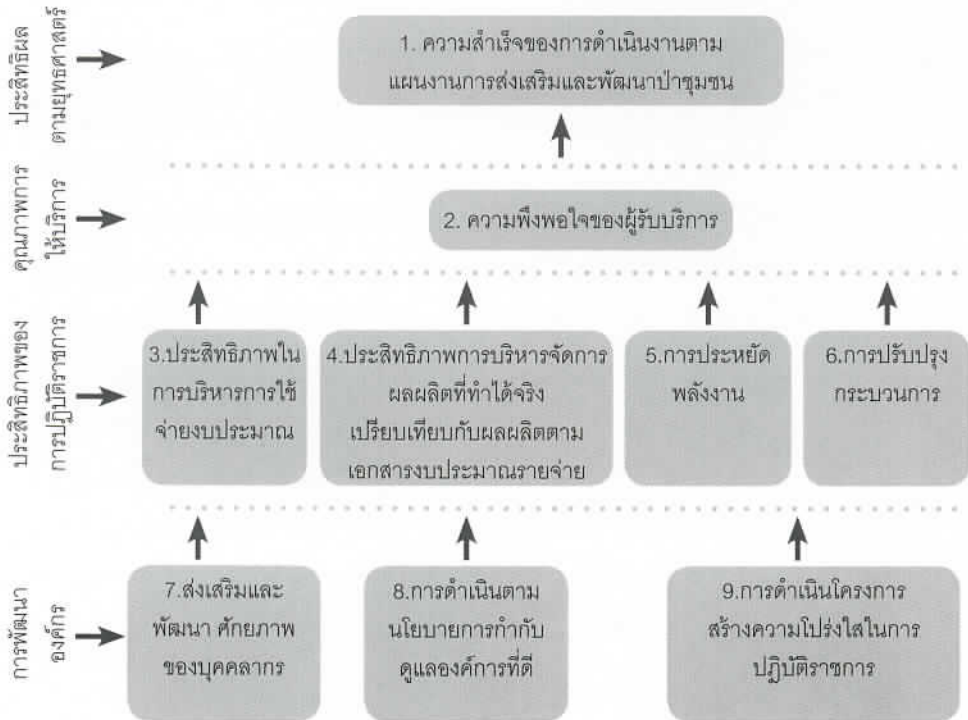 ประสิทธิผล
ตามยุทธศาสตร์
1. ความสำเร็จของการดำเนินงานตาม
แผนงานการส่งเสริมและพัฒนาป่าชุมชน
คุณภาพการ
ให้บริการ
2. ความพึงพอใจของผู้รับบริการ
ประสิทธิภาพของ
การปฏิบัติราชการ
3.ประสิทธิภาพใน
การบริหารการใช้
จ่ายงบประมาณ
4.ประสิทธิภาพการบริหารจัดการ
ผลผลิตที่ทำได้จริง
เปรียบเทียบกับผลผลิตตาม
เอกสารงบประมาณรายจ่าย
5.การประหยัด
พลังงาน
6.การปรับปรุง
กระบวนการ
การพัฒนา
องค์กร
7.ส่งเสริมและ
พัฒนา ศักยภาพ
ของบุคคลากร
8.การดำเนินตาม
นโยบายการกำกับ
ดูแลองค์การที่ดี
9.การดำเนินโครงการ
สร้างความโปร่งใสในการ
ปฏิบัติราชการ